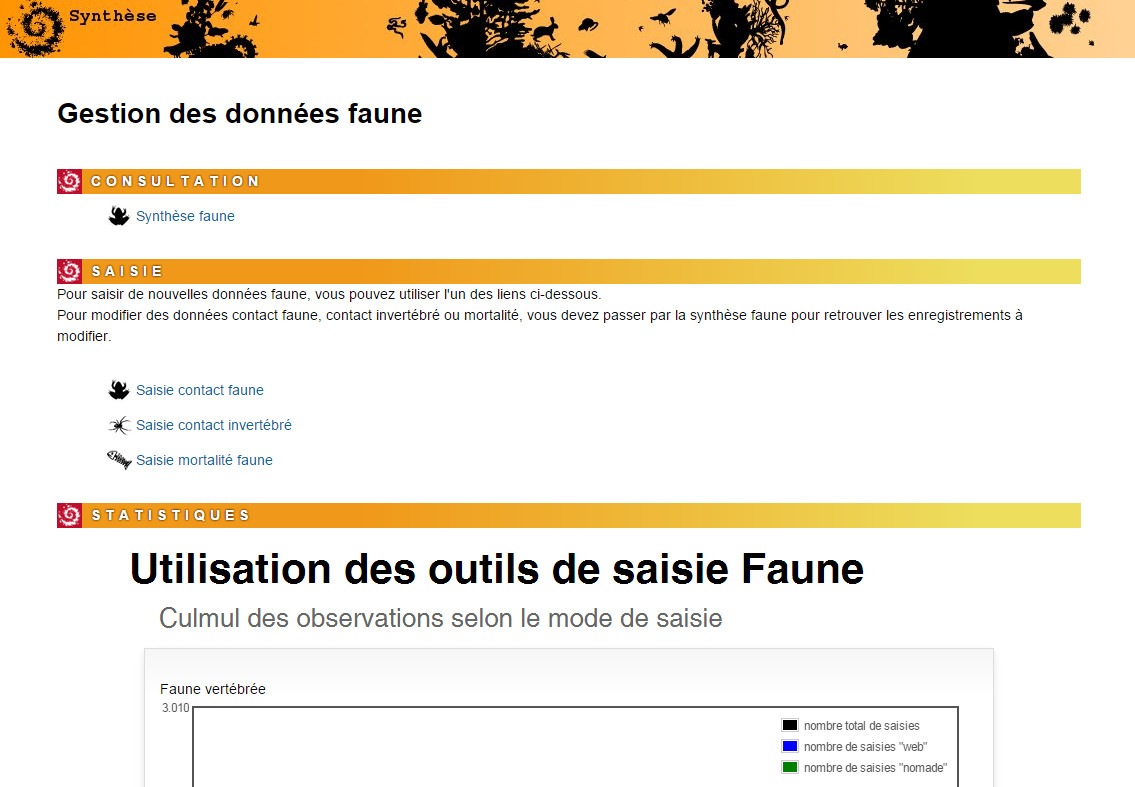 Synthèse
Gestion des données faune
CONSULTATION
Synthèse faune
SAISIE
Pour saisir de nouvelles données faune, vous pouvez utiliser l'un des liens ci-dessous.
Pour modifier des données contact faune, contact invertébré ou mortalité, vous devez passer par la synthèse faune pour retrouver les enregistrements à
modifier.
Saisie contact faune
Saisie contact invertébré
Saisie mortalité faune
STATISTIQUES
Utilisation des outils de saisie Faune
Culmul des observations selon le mode de saisie
Faune vertébrée
3.010
nombre total de saisies
nombre de saisies "web"
nombre de saisies "nomade"